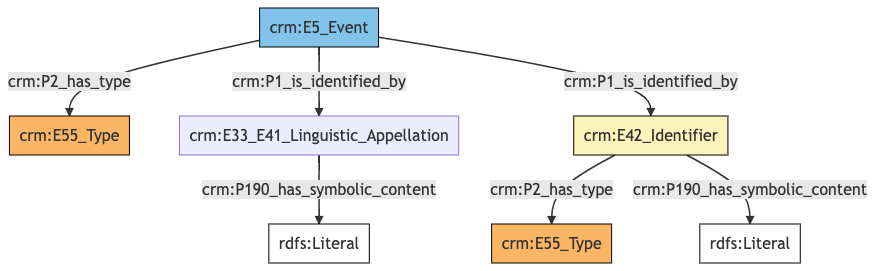 crm:E5_Event
crm:P2_has_type
crm:P1_is_identified_by
crm:P1_is_identified_by
crm:E55_Type
crm:E33_E41_Linguistic_Appellation
crm:E42_Identifier
crm:P190_has_symbolic_content
crm:P2_has_type
crm:P190_has_symbolic_content
rdfs:Literal
crm:E55_Type
rdfs:Literal